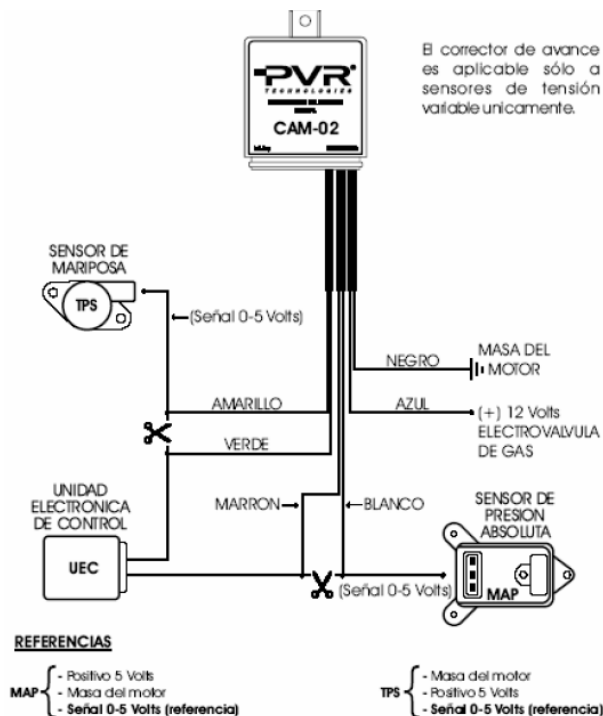 PVR
TECHNOLOGIES
CAM-02
El corrector de avance
es aplicable sólo a
sensores de tensión
variable unicamente.
SENSOR DE
MARIPOSA
TPS
(Señal 0-5 Volts)
NEGRO
MASA DEL
MOTOR
AMARILLO
AZUL
(+) 12 Volts
ELECTROVALVULA
DE GAS
VERDE
UNIDAD
ELECTRONICA
DE CONTROL
UEC
MARRON
BLANCO
SENSOR DE
PRESION
ABSOLUTA
MAP
(Señal 0-5 Volts)
REFERENCIAS
MAP
- Positivo 5 Volts
- Masa del motor
- Señal 0-5 Volts (referencia)
TPS
- Masa del motor
- Positivo 5 Volts
- Señal 0-5 Volts (referencia)